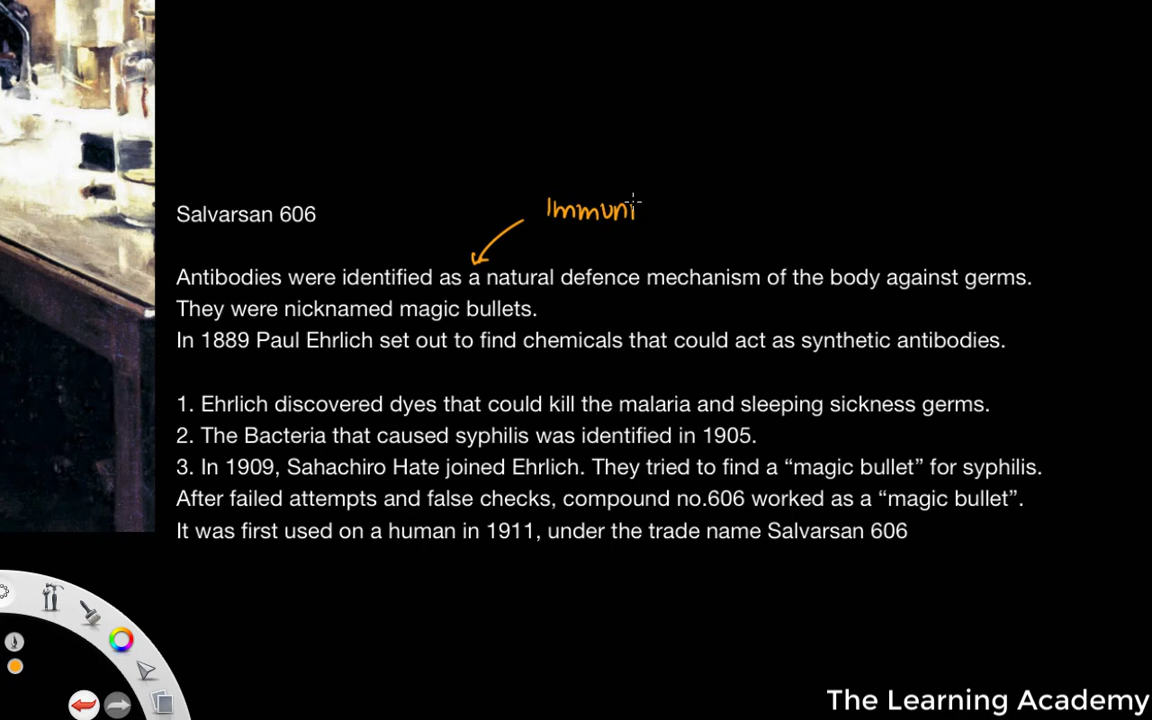 Immuni
Salvarsan 606
Antibodies were identified as a natural defence mechanism of the body against germs.
They were nicknamed magic bullets.
In 1889 Paul Ehrlich set out to find chemicals that could act as synthetic antibodies.
1. Ehrlich discovered dyes that could kill the malaria and sleeping sickness germs.
2. The Bacteria that caused syphilis was identified in 1905.
3. In 1909, Sahachiro Hate joined Ehrlich. They tried to find a “magic bullet” for syphilis.
After failed attempts and false checks, compound no.606 worked as a “magic bullet”.
It was first used on a human in 1911, under the trade name Salvarsan 606
The Learning Academy